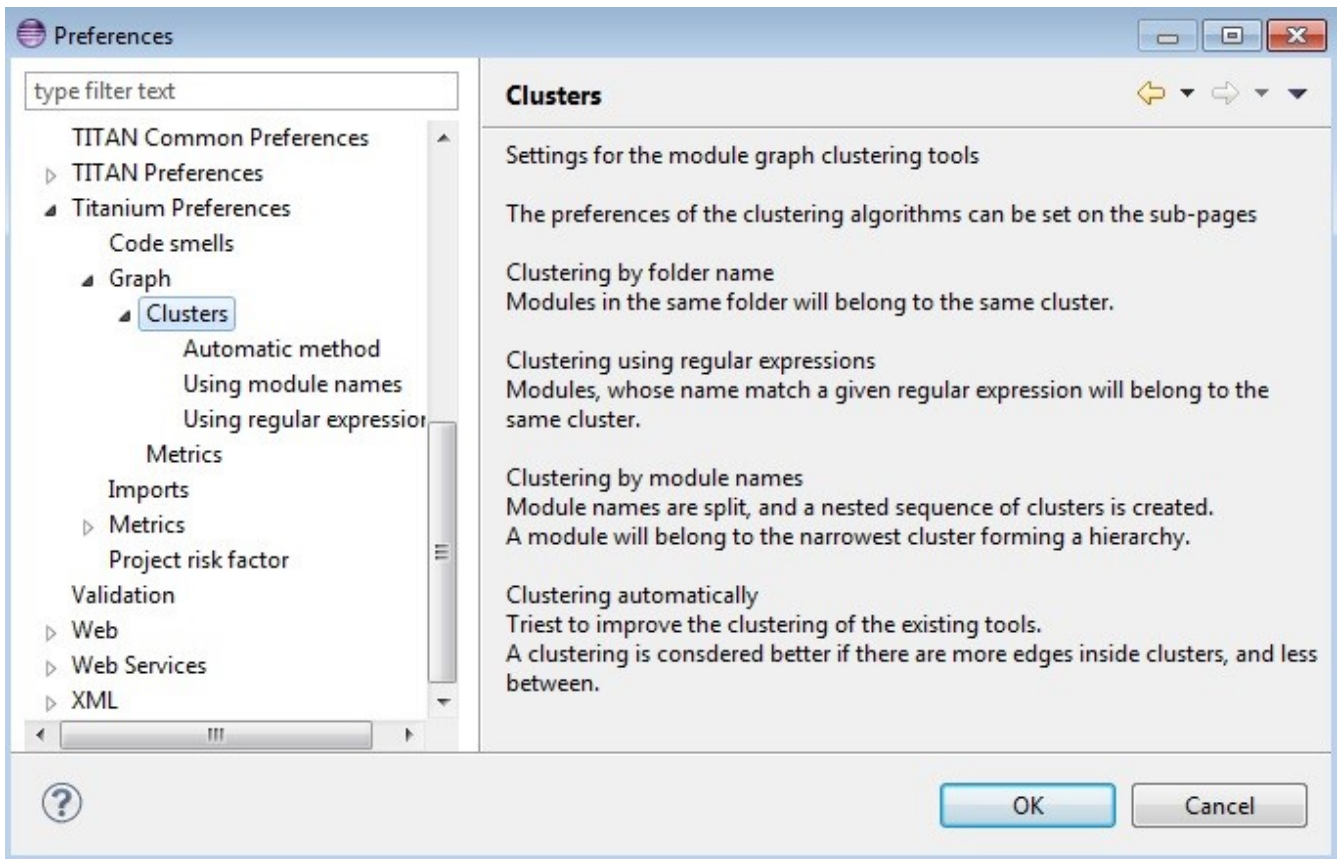 Preferences
type filter text
TITAN Common Preferences
TITAN Preferences
Titanium Preferences
Code smells
Graph
Clusters
Automatic method
Using module names
Using regular expression
Metrics
Imports
Metrics
Project risk factor
Validation
Web
Web Services
XML
Clusters
Settings for the module graph clustering tools
The preferences of the clustering algorithms can be set on the sub-pages
Clustering by folder name
Modules in the same folder will belong to the same cluster.
Clustering using regular expressions
Modules, whose name match a given regular expression will belong to the
same cluster.
Clustering by module names
Module names are split, and a nested sequence of clusters is created.
A module will belong to the narrowest cluster forming a hierarchy.
Clustering automatically
Triest to improve the clustering of the existing tools.
A clustering is consdered better if there are more edges inside clusters, and less
between.
?
OK
Cancel